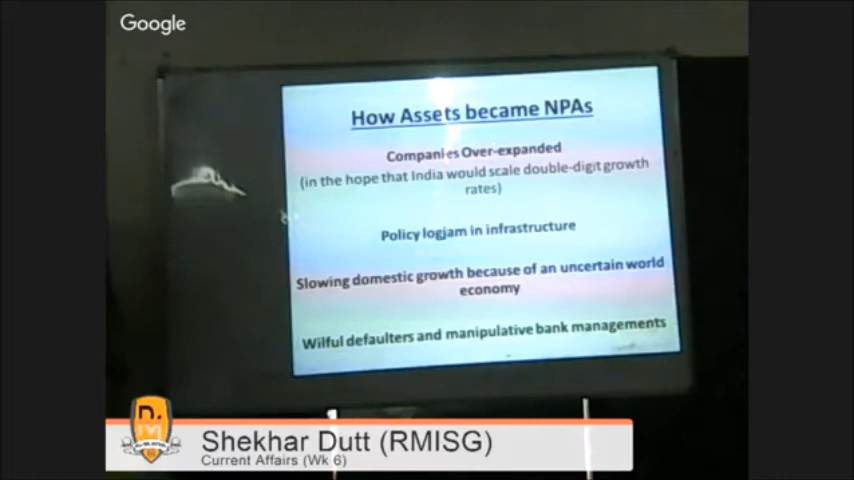 Google
How Assets became NPAs
Companies Over-expanded
(in the hope that India would scale double-digit growth
rates)
Policy logjam in infrastructure
Slowing domestic growth because of an uncertain world
economy
Wilful defaulters and manipulative bank managements
Shekhar Dutt (RMISG)
Current Affairs (Wk 6)